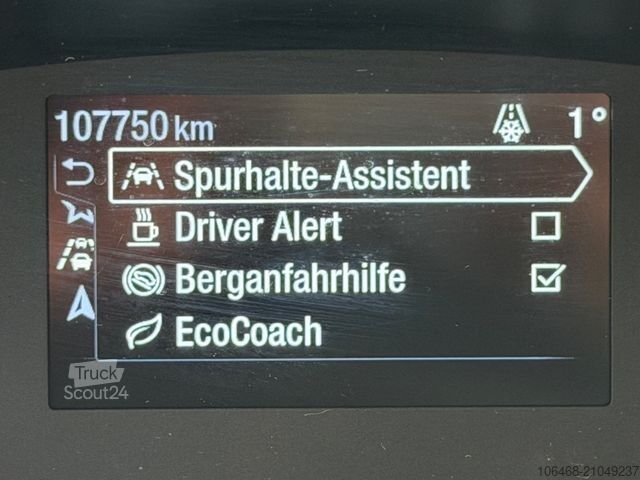 107750 km 1°
Spurhalte-Assistent
Driver Alert
Berganfahrhilfe
EcoCoach
Truck
Scout24
106468-21049237